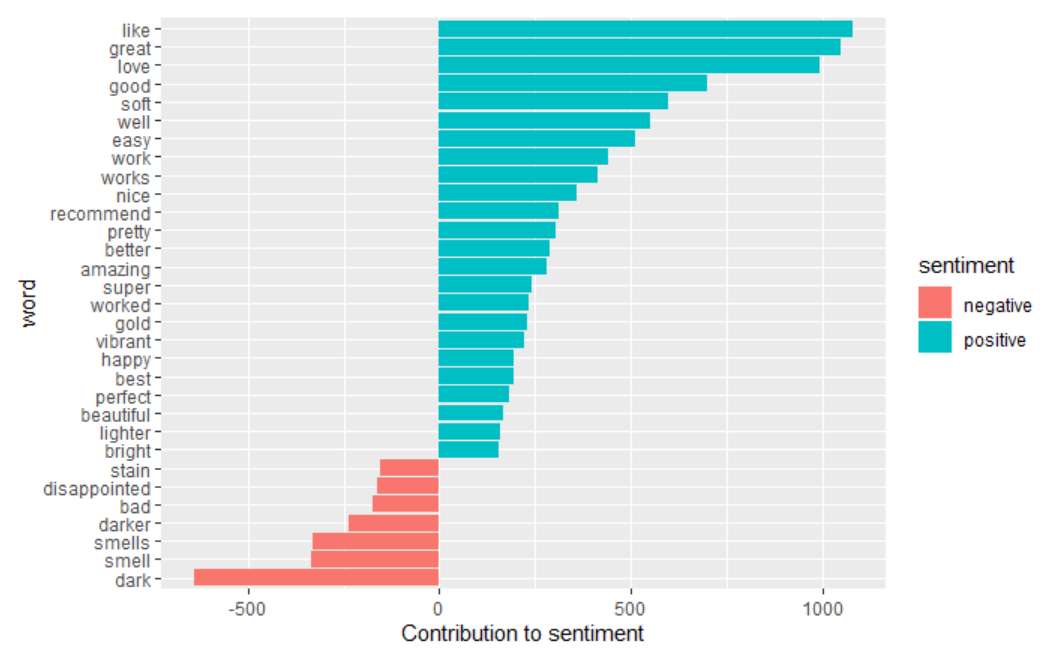 like
great
love
good
soft
well
easy
work
works
nice
recommend
pretty
better
amazing
super
worked
gold
vibrant
happy
best
perfect
beautiful
lighter
bright
stain
disappointed
bad
darker
smells
smell
dark
word
-500 0 500 1000
Contribution to sentiment
sentiment
negative
positive